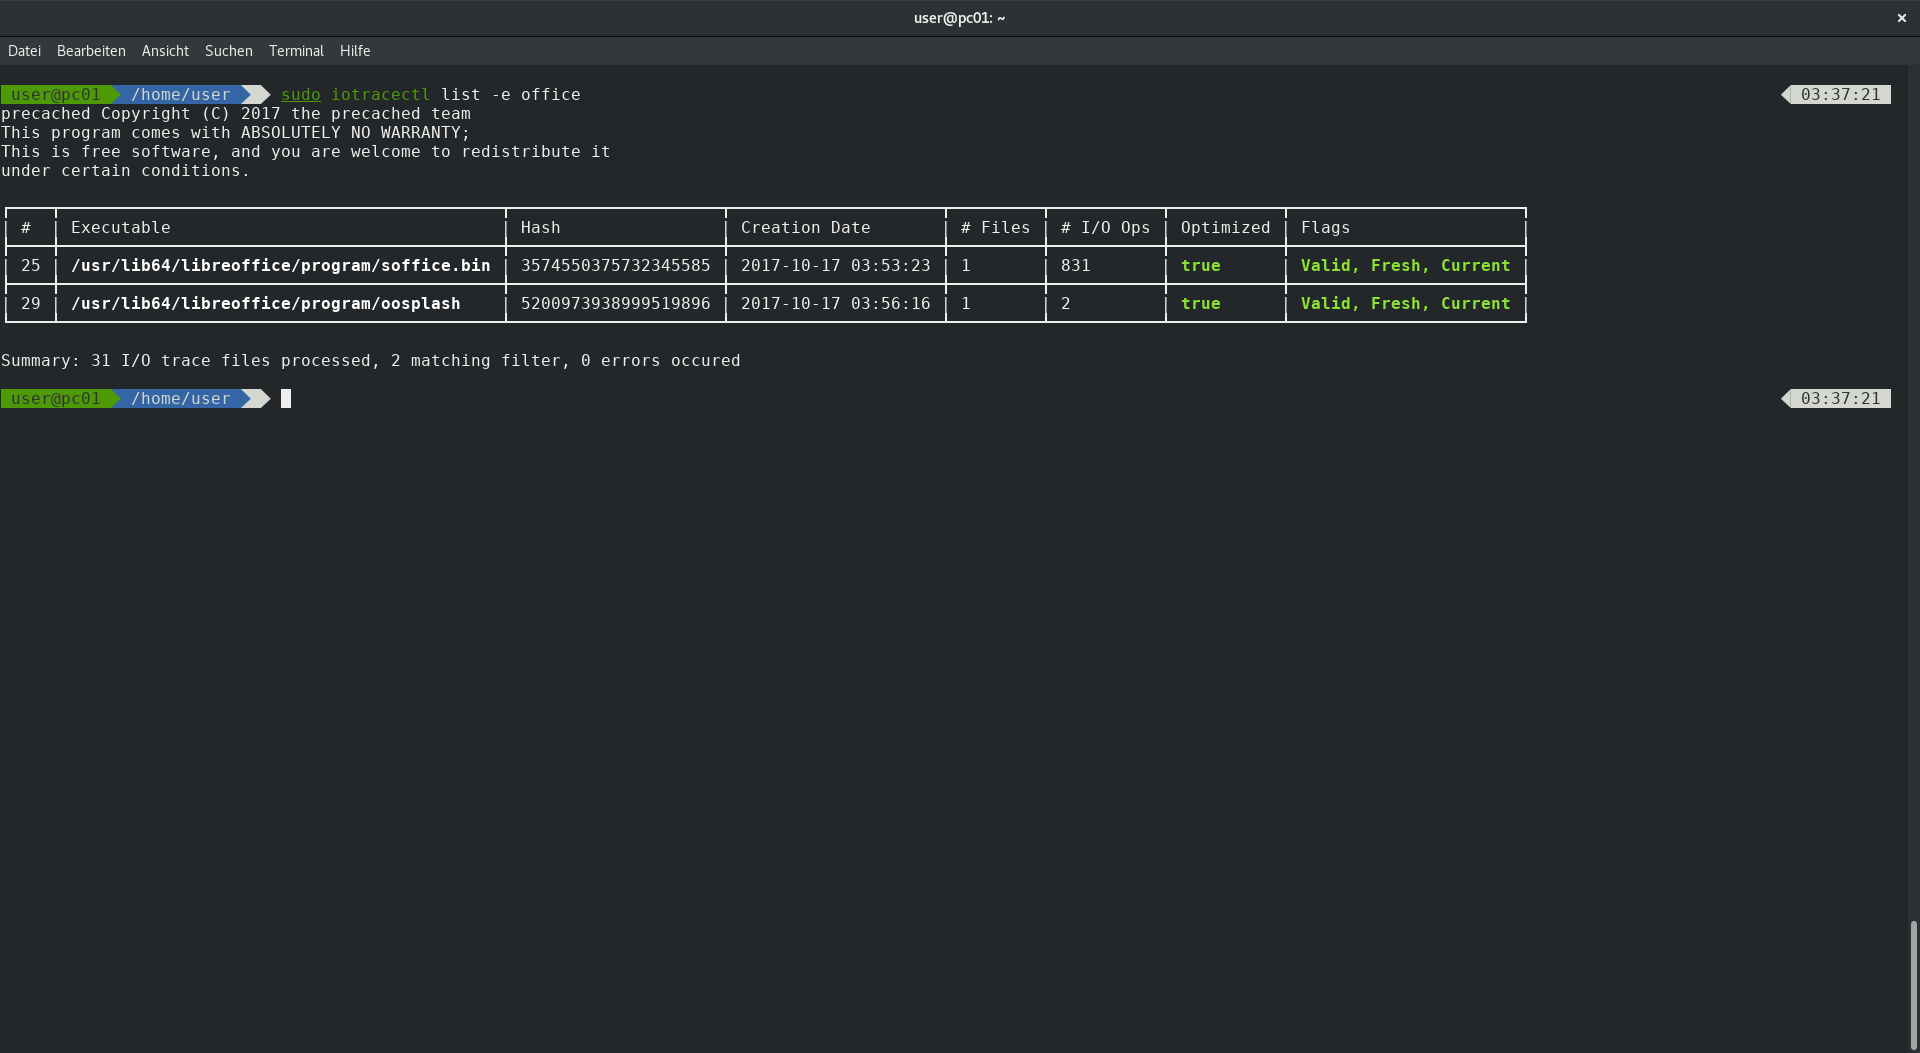 user@pc01: ~ ×
Datei Bearbeiten Ansicht Suchen Terminal Hilfe
user@pc01 /home/user sudo iotracectl list -e office 03:37:21
precached Copyright (C) 2017 the precached team
This program comes with ABSOLUTELY NO WARRANTY;
This is free software, and you are welcome to redistribute it
under certain conditions.
| # | Executable | Hash | Creation Date | # Files | # I/O Ops | Optimized | Flags |
| 25 | /usr/lib64/libreoffice/program/soffice.bin | 3574550375732345585 | 2017-10-17 03:53:23 | 1 | 831 | true | Valid, Fresh, Current |
| 29 | /usr/lib64/libreoffice/program/oosplash | 5200973938999519896 | 2017-10-17 03:56:16 | 1 | 2 | true | Valid, Fresh, Current |
Summary: 31 I/O trace files processed, 2 matching filter, 0 errors occured
user@pc01 /home/user 03:37:21